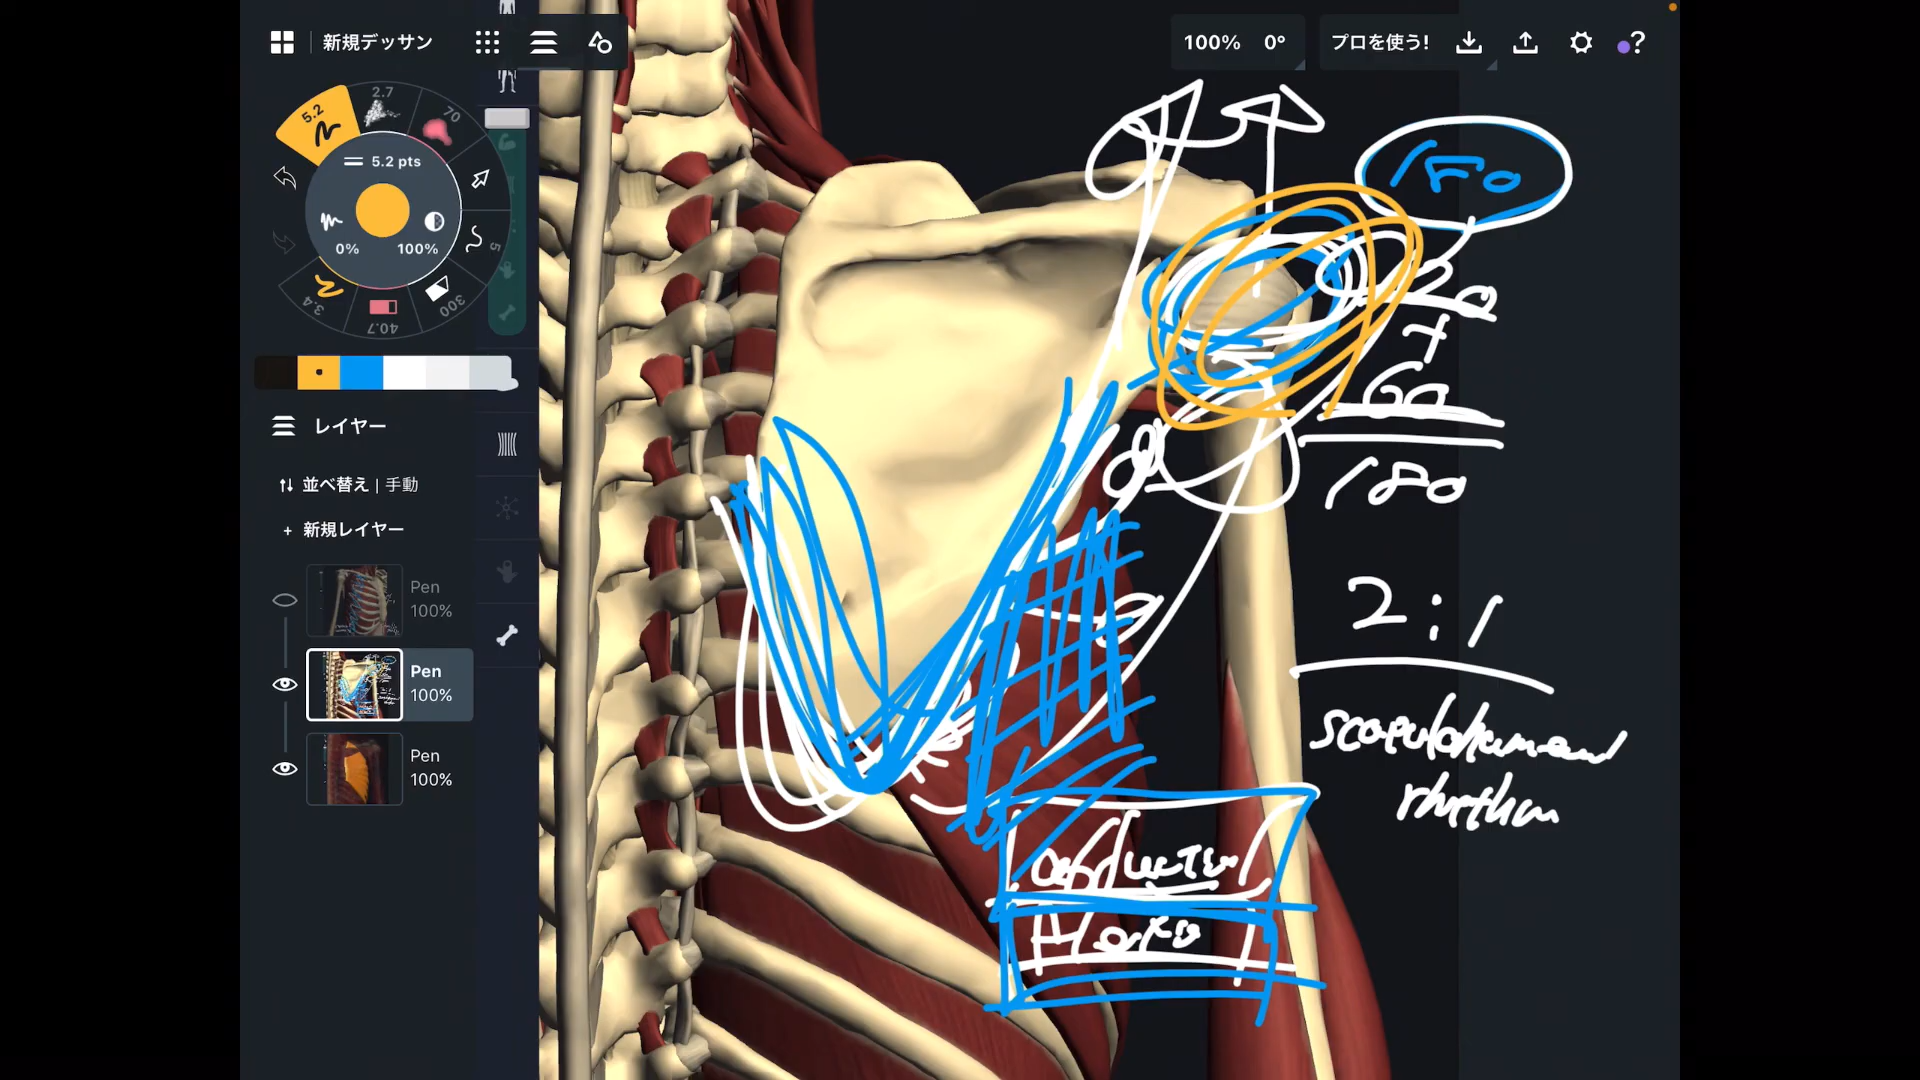 新規デッサン
100% 0° プロを使う! ?
5.2
2.7
70
5.2 pts
0% 100%
5
3.4
40.7
300
レイヤー
並べ替え | 手動
+ 新規レイヤー
Pen
100%
Pen
100%
Pen
100%
120
+
60
180
2:1
scapulohumeral
rhythm
abduction